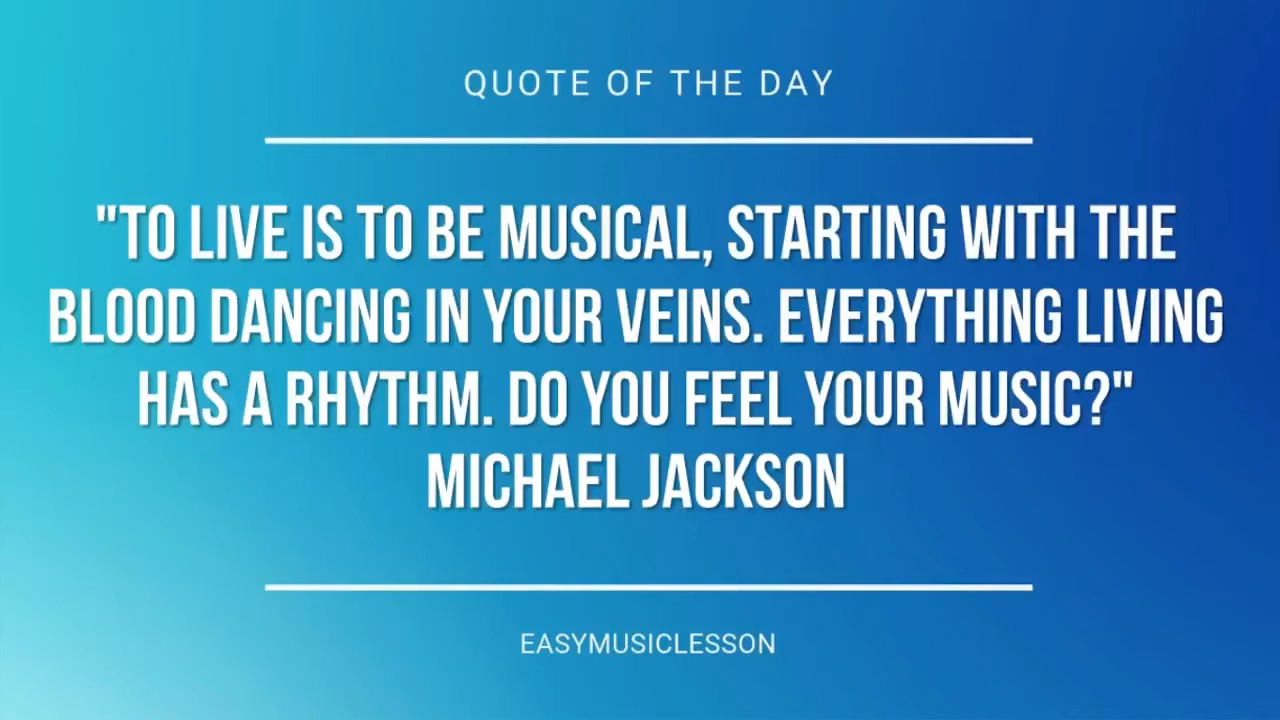 QUOTE OF THE DAY
"TO LIVE IS TO BE MUSICAL, STARTING WITH THE
BLOOD DANCING IN YOUR VEINS. EVERYTHING LIVING
HAS A RHYTHM. DO YOU FEEL YOUR MUSIC?"
MICHAEL JACKSON
EASYMUSICLESSON